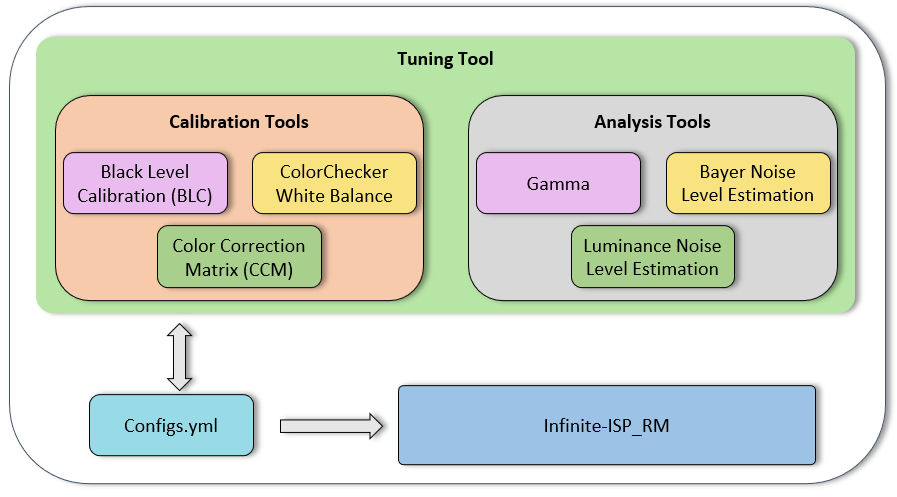 Tuning Tool
Calibration Tools
Black Level
Calibration (BLC)
ColorChecker
White Balance
Color Correction
Matrix (CCM)
Analysis Tools
Gamma
Bayer Noise
Level Estimation
Luminance Noise
Level Estimation
Configs.yml
Infinite-ISP_RM